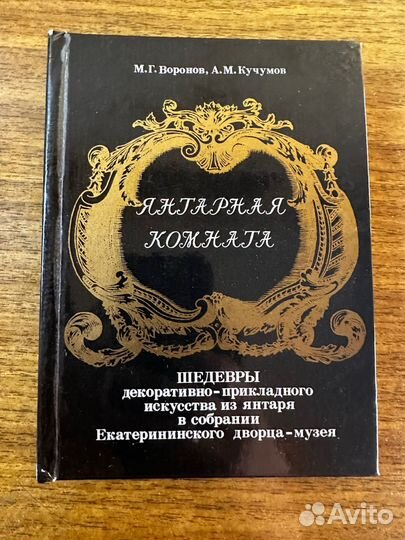 М.Г.Воронов, А.М.Кучумов
ЯНТАРНАЯ
КОМНАТА
ШЕДЕВРЫ
декоративно-прикладного
искусства из янтаря
в собрании
Екатерининского дворца-музея
Avito